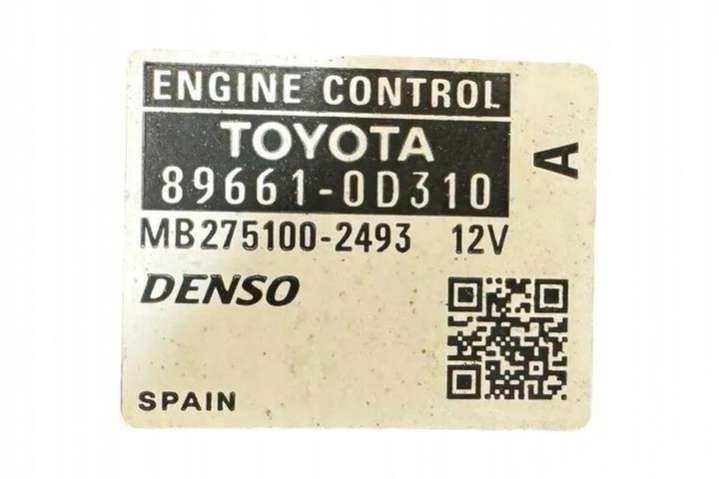 ENGINE CONTROL
TOYOTA
89661-0D310
A
MB275100-2493 12V
DENSO
SPAIN